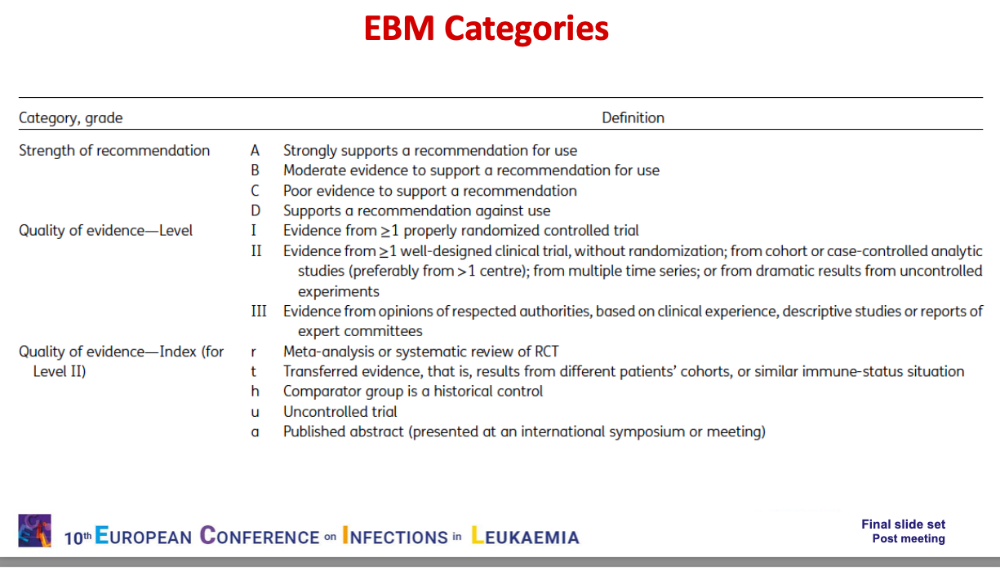 EBM Categories
Category, grade Definition
Strength of recommendation A Strongly supports a recommendation for use
B Moderate evidence to support a recommendation for use
C Poor evidence to support a recommendation
D Supports a recommendation against use
Quality of evidence—Level I Evidence from ≥1 properly randomized controlled trial
II Evidence from ≥1 well-designed clinical trial, without randomization; from cohort or case-controlled analytic
studies (preferably from >1 centre); from multiple time series; or from dramatic results from uncontrolled
experiments
III Evidence from opinions of respected authorities, based on clinical experience, descriptive studies or reports of
expert committees
Quality of evidence—Index (for r Meta-analysis or systematic review of RCT
Level II) t Transferred evidence, that is, results from different patients’ cohorts, or similar immune-status situation
h Comparator group is a historical control
u Uncontrolled trial
a Published abstract (presented at an international symposium or meeting)
10th EUROPEAN CONFERENCE on INFECTIONS in LEUKAEMIA
Final slide set
Post meeting